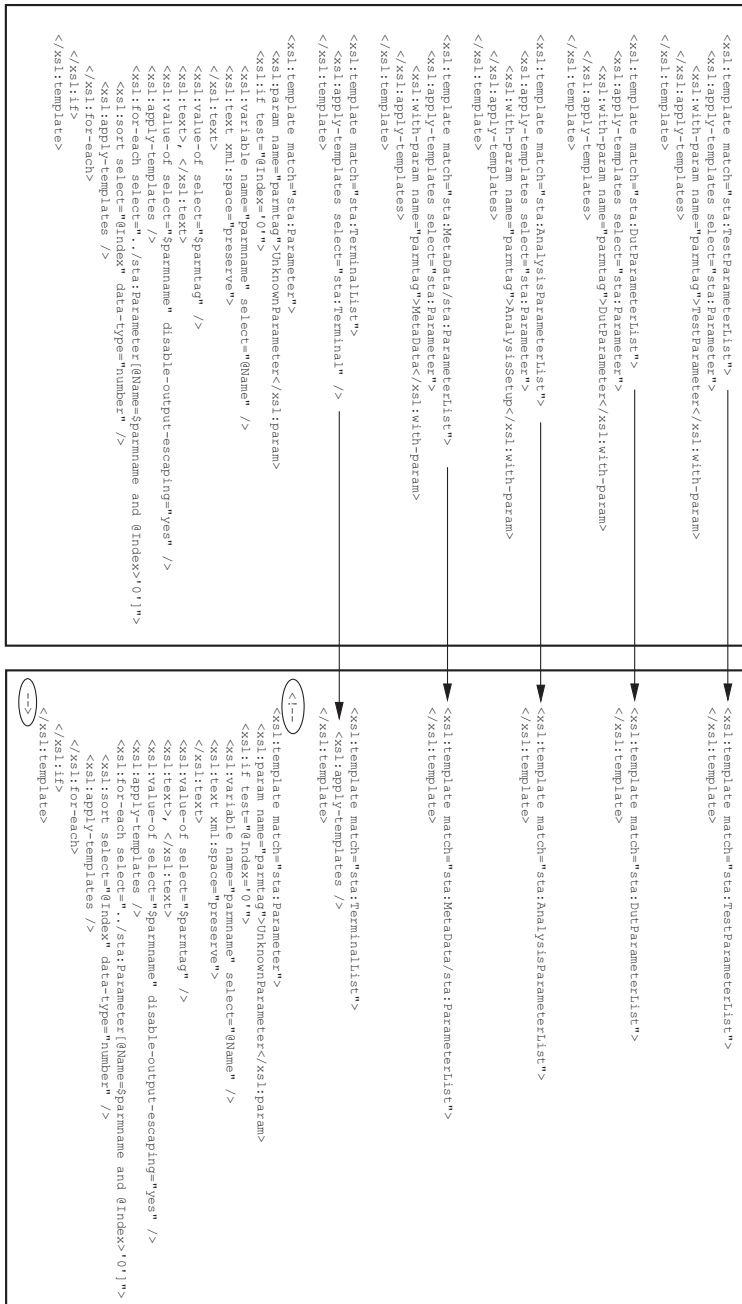 <xsl:template match="sta:TestParameterList">
<xsl:apply-templates select="sta:Parameter">
<xsl:with-param name="parmtag">TestParameter</xsl:with-param>
</xsl:apply-templates>
</xsl:template>
<xsl:template match="sta:DutParameterList">
<xsl:apply-templates select="sta:Parameter">
<xsl:with-param name="parmtag">DutParameter</xsl:with-param>
</xsl:apply-templates>
</xsl:template>
<xsl:template match="sta:AnalysisParameterList">
<xsl:apply-templates select="sta:Parameter">
<xsl:with-param name="parmtag">AnalysisSetup</xsl:with-param>
</xsl:apply-templates>
</xsl:template>
<xsl:template match="sta:MetaData/sta:ParameterList">
<xsl:apply-templates select="sta:Parameter">
<xsl:with-param name="parmtag">MetaData</xsl:with-param>
</xsl:apply-templates>
</xsl:template>
<xsl:template match="sta:TerminalList">
<xsl:apply-templates select="sta:Terminal" />
</xsl:template>
<xsl:template match="sta:Parameter">
<xsl:param name="parmtag">UnknownParameter</xsl:param>
<xsl:if test="@Index='0'">
<xsl:variable name="parmname" select="@Name" />
<xsl:text xml:space="preserve">
</xsl:text>
<xsl:value-of select="$parmtag" />
<xsl:text>, </xsl:text>
<xsl:value-of select="$parmname" disable-output-escaping="yes" />
<xsl:apply-templates />
<xsl:for-each select="../sta:Parameter[@Name=$parmname and @Index>'0']">
<xsl:sort select="@Index" data-type="number" />
<xsl:apply-templates />
</xsl:for-each>
</xsl:if>
</xsl:template>
<xsl:template match="sta:TestParameterList">
</xsl:template>
<xsl:template match="sta:DutParameterList">
</xsl:template>
<xsl:template match="sta:AnalysisParameterList">
</xsl:template>
<xsl:template match="sta:MetaData/sta:ParameterList">
</xsl:template>
<xsl:template match="sta:TerminalList">
<xsl:apply-templates />
</xsl:template>
<!--
<xsl:template match="sta:Parameter">
<xsl:param name="parmtag">UnknownParameter</xsl:param>
<xsl:if test="@Index='0'">
<xsl:variable name="parmname" select="@Name" />
<xsl:text xml:space="preserve">
</xsl:text>
<xsl:value-of select="$parmtag" />
<xsl:text>, </xsl:text>
<xsl:value-of select="$parmname" disable-output-escaping="yes" />
<xsl:apply-templates />
<xsl:for-each select="../sta:Parameter[@Name=$parmname and @Index>'0']">
<xsl:sort select="@Index" data-type="number" />
<xsl:apply-templates />
</xsl:for-each>
</xsl:if>
</xsl:template>
-->